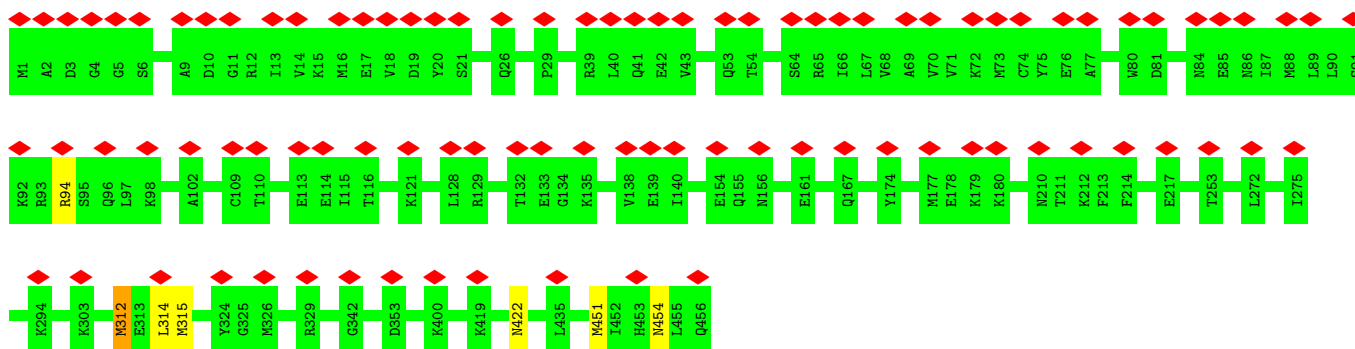 M1 A2 D3 G4 G5 S6 A9 D10 G11 R12 I13 V14 K15 M16 E17 V18 D19 Y20 S21 Q26 P29 R39 L40 Q41 E42 V43 Q53 T54 S64 R65 I66 L67 V68 A69 V70 V71 K72 M73 C74 Y75 E76 A77 W80 D81 N84 E85 N86 I87 M88 L89 L90
K92 R93 R94 S95 Q96 L97 K98 A102 C109 T110 E113 E114 I115 T116 K121 L128 R129 T132 E133 G134 K135 V138 E139 I140 E154 Q155 N156 E161 Q167 Y174 M177 E178 K179 K180 N210 T211 K212 F213 F214 E217 T253 L272 I275
K294 K303 M312 E313 L314 M315 Y324 G325 M326 R329 G342 D353 K400 K419 N422 L435 M451 I452 H453 N454 L455 Q456